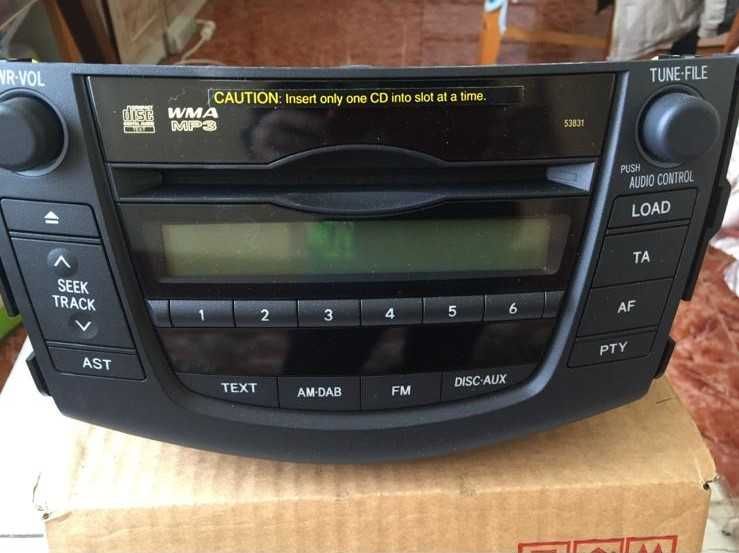 WR·VOL
TUNE·FILE
COMPACT
disc
DIGITAL AUDIO
TEXT
WMA
MP3
CAUTION: Insert only one CD into slot at a time.
53831
PUSH
AUDIO CONTROL
LOAD
SEEK
TRACK
TA
1 2 3 4 5 6
AF
AST
PTY
TEXT
AM·DAB
FM
DISC·AUX